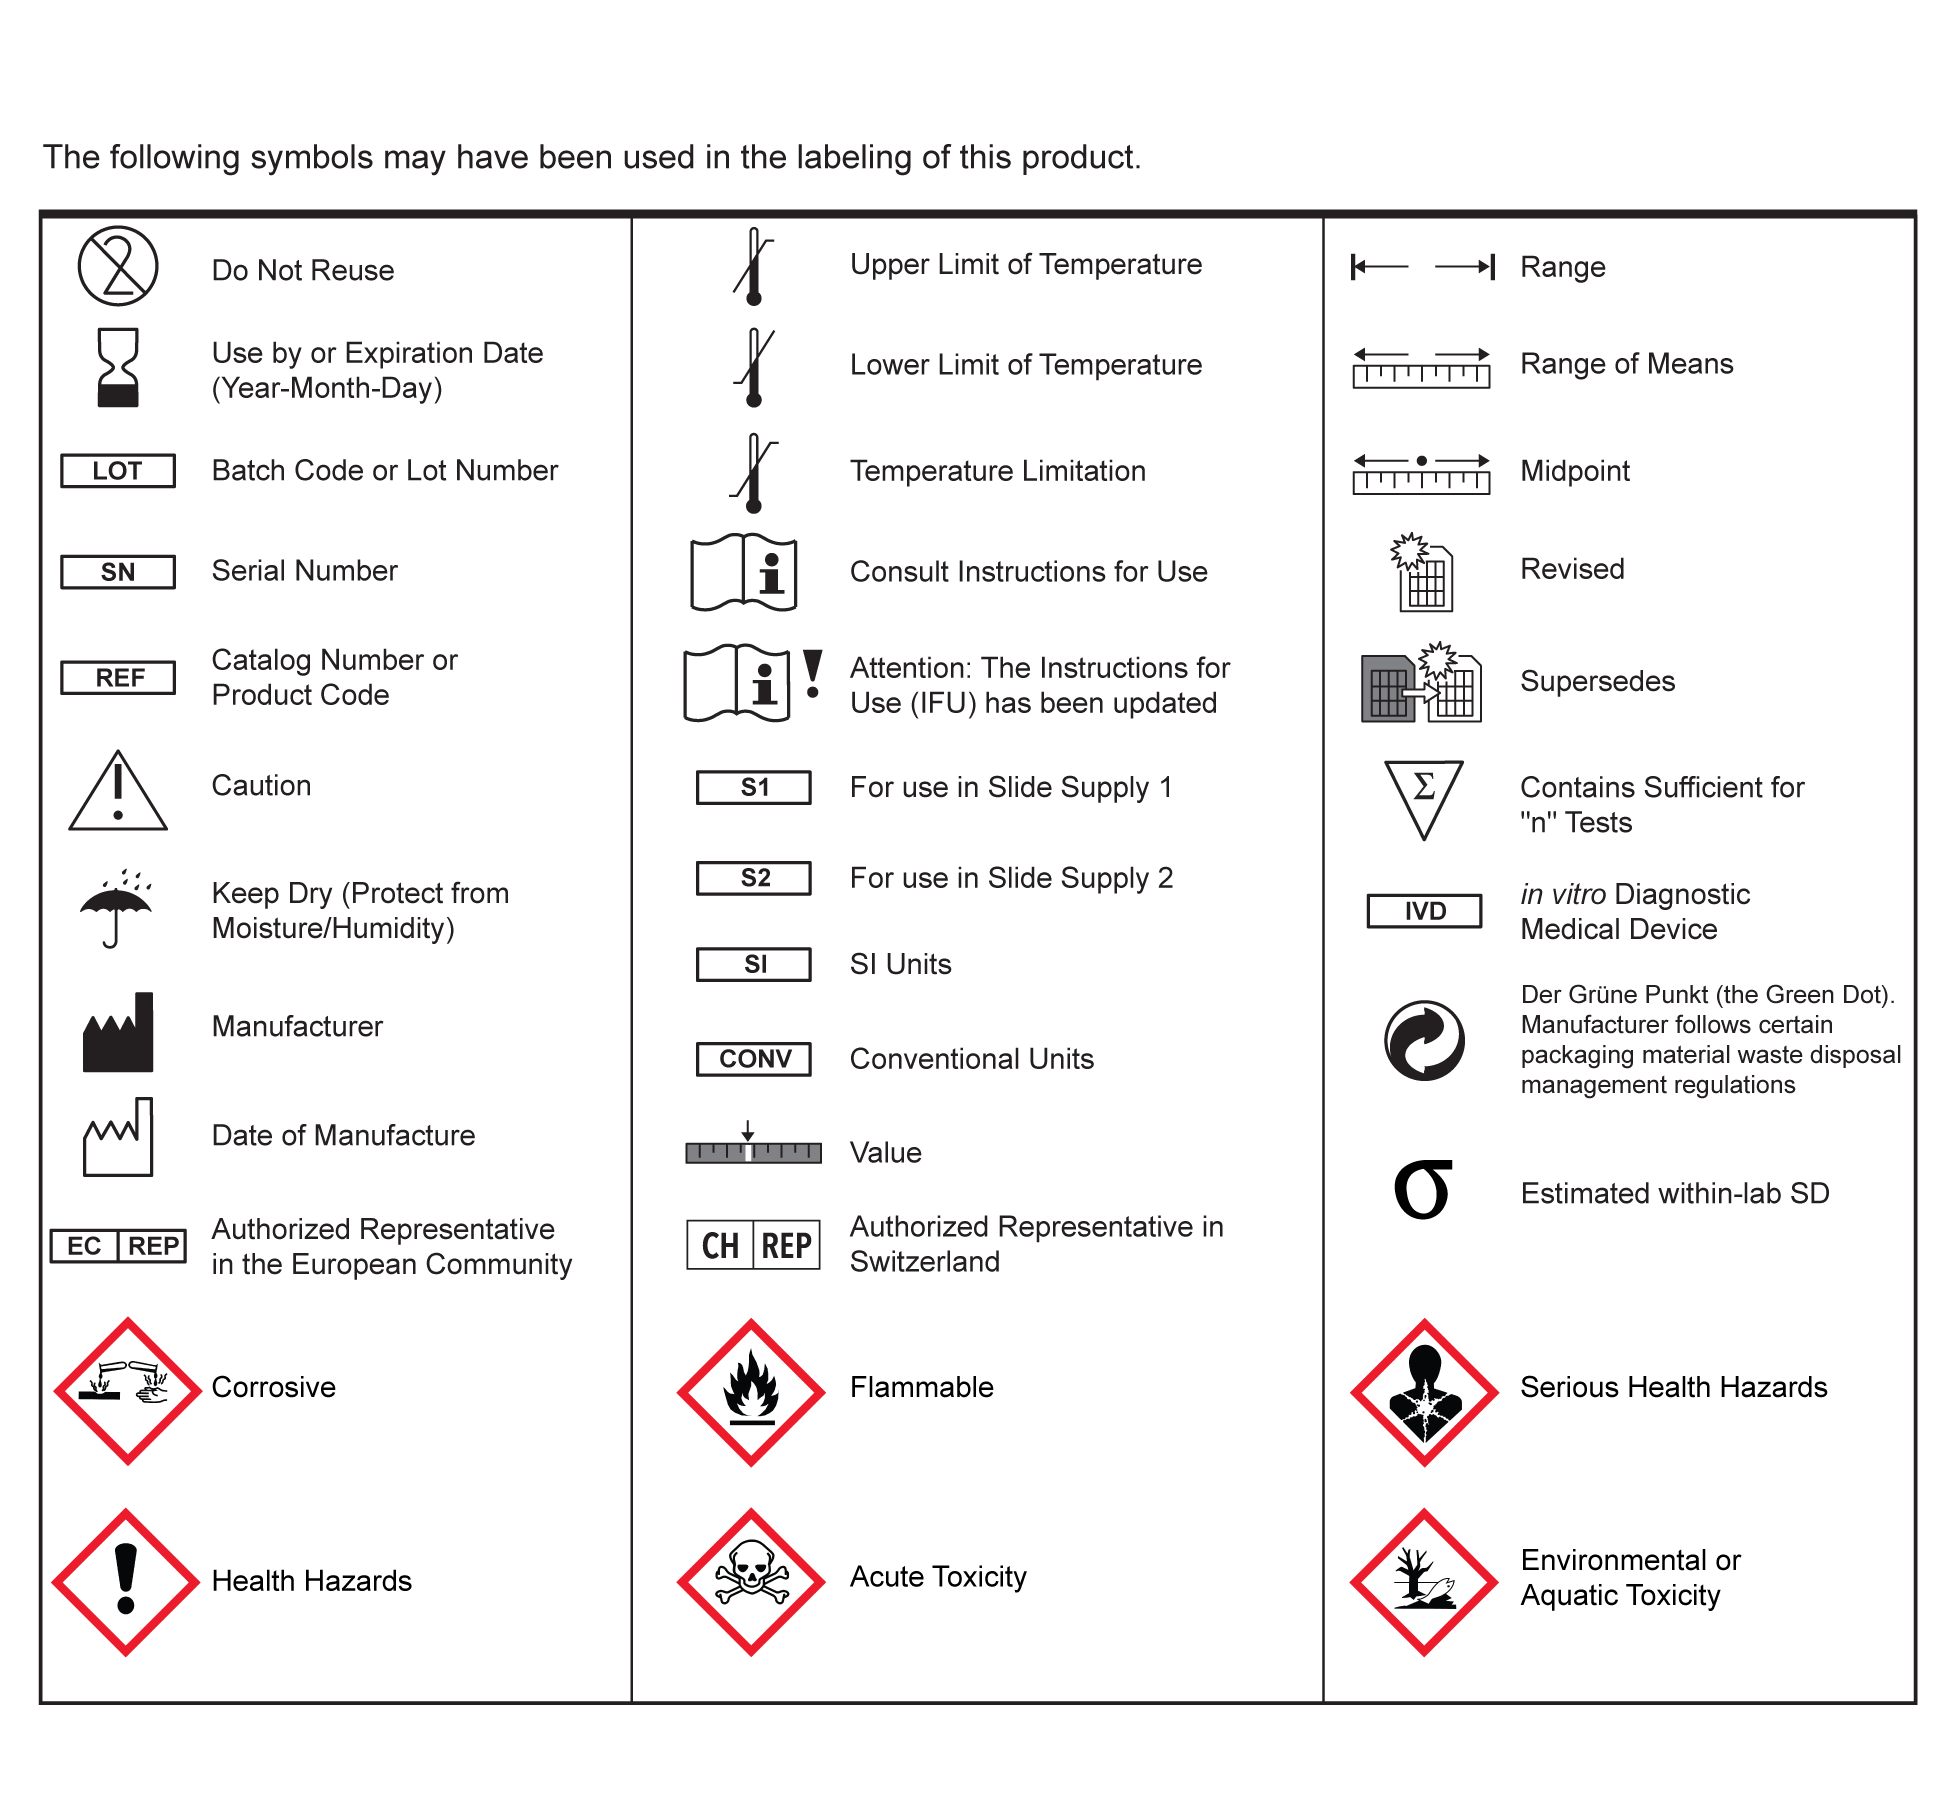 The following symbols may have been used in the labeling of this product.
Do Not Reuse
Use by or Expiration Date
(Year-Month-Day)
LOT
Batch Code or Lot Number
SN
Serial Number
REF
Catalog Number or
Product Code
Caution
Keep Dry (Protect from
Moisture/Humidity)
Manufacturer
Date of Manufacture
EC REP
Authorized Representative
in the European Community
Corrosive
Health Hazards
Upper Limit of Temperature
Lower Limit of Temperature
Temperature Limitation
Consult Instructions for Use
Attention: The Instructions for
Use (IFU) has been updated
S1
For use in Slide Supply 1
S2
For use in Slide Supply 2
SI
SI Units
CONV
Conventional Units
Value
CH REP
Authorized Representative in
Switzerland
Flammable
Acute Toxicity
Range
Range of Means
Midpoint
Revised
Supersedes
Σ
Contains Sufficient for
"n" Tests
IVD
in vitro Diagnostic
Medical Device
Der Grüne Punkt (the Green Dot).
Manufacturer follows certain
packaging material waste disposal
management regulations
σ
Estimated within-lab SD
Serious Health Hazards
Environmental or
Aquatic Toxicity